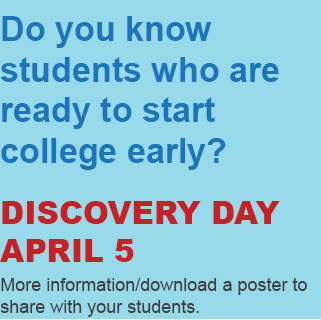 Do you know
students who are
ready to start
college early?
DISCOVERY DAY
APRIL 5
More information/download a poster to
share with your students.